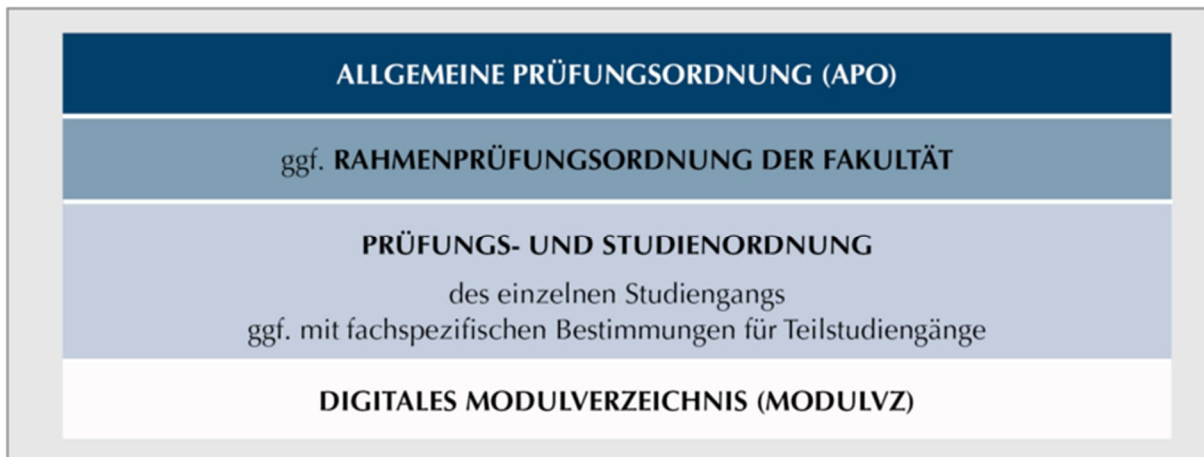 ALLGEMEINE PRÜFUNGSORDNUNG (APO)
ggf. RAHMENPRÜFUNGSORDNUNG DER FAKULTÄT
PRÜFUNGS- UND STUDIENORDNUNG
des einzelnen Studiengangs
ggf. mit fachspezifischen Bestimmungen für Teilstudiengänge
DIGITALES MODULVERZEICHNIS (MODULVZ)